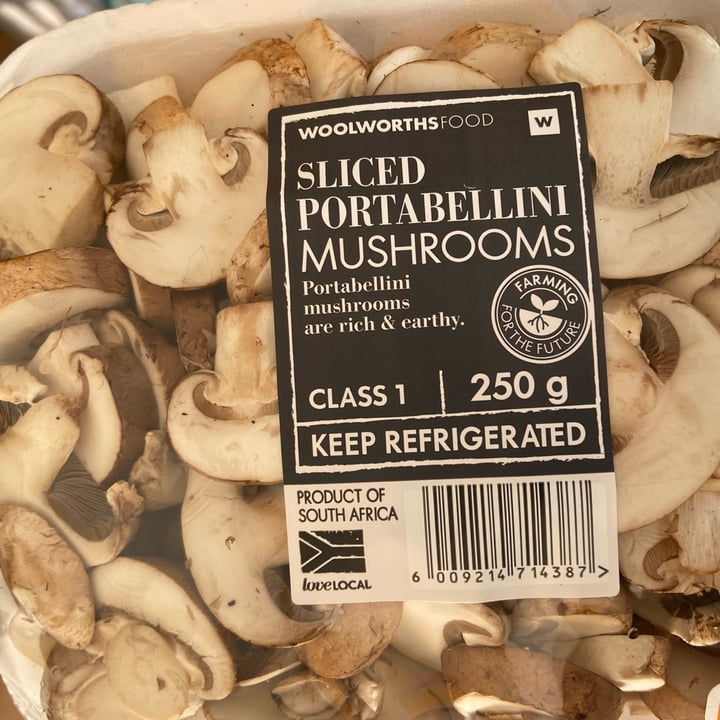 WOOLWORTHSFOOD W
SLICED
PORTABELLINI
MUSHROOMS
Portabellini
mushrooms
are rich & earthy.
FARMING
FOR THE FUTURE
CLASS 1
250 g
KEEP REFRIGERATED
PRODUCT OF
SOUTH AFRICA
loveLOCAL
6 009214 714387 >